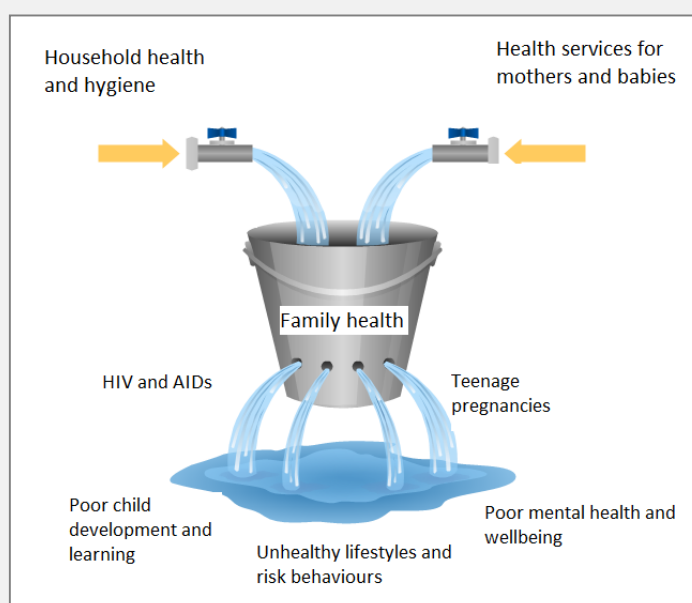 Household health
and hygiene
Health services for
mothers and babies
Family health
HIV and AIDs
Teenage
pregnancies
Poor child
development and
learning
Unhealthy lifestyles and
risk behaviours
Poor mental health and
wellbeing